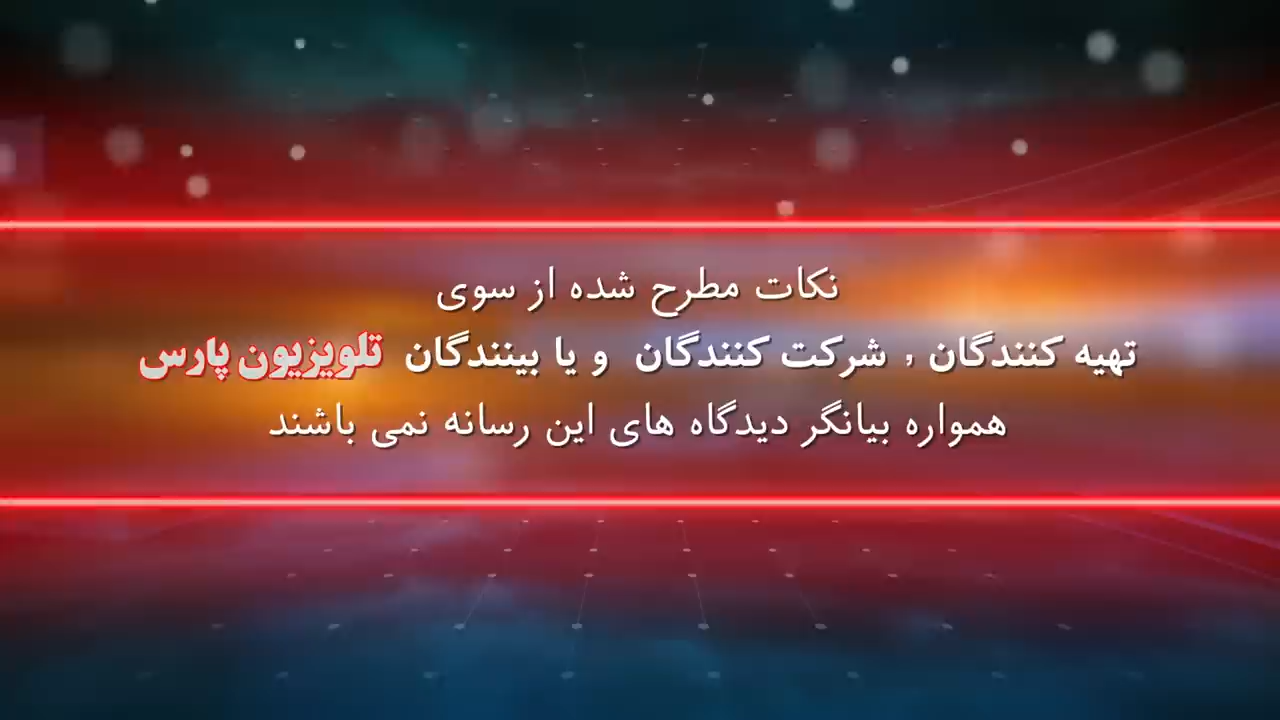 نکات مطرح شده از سوی
تهیه کنندگان , شرکت کنندگان و یا بینندگان تلویزیون پارس
همواره بیانگر دیدگاه های این رسانه نمی باشند